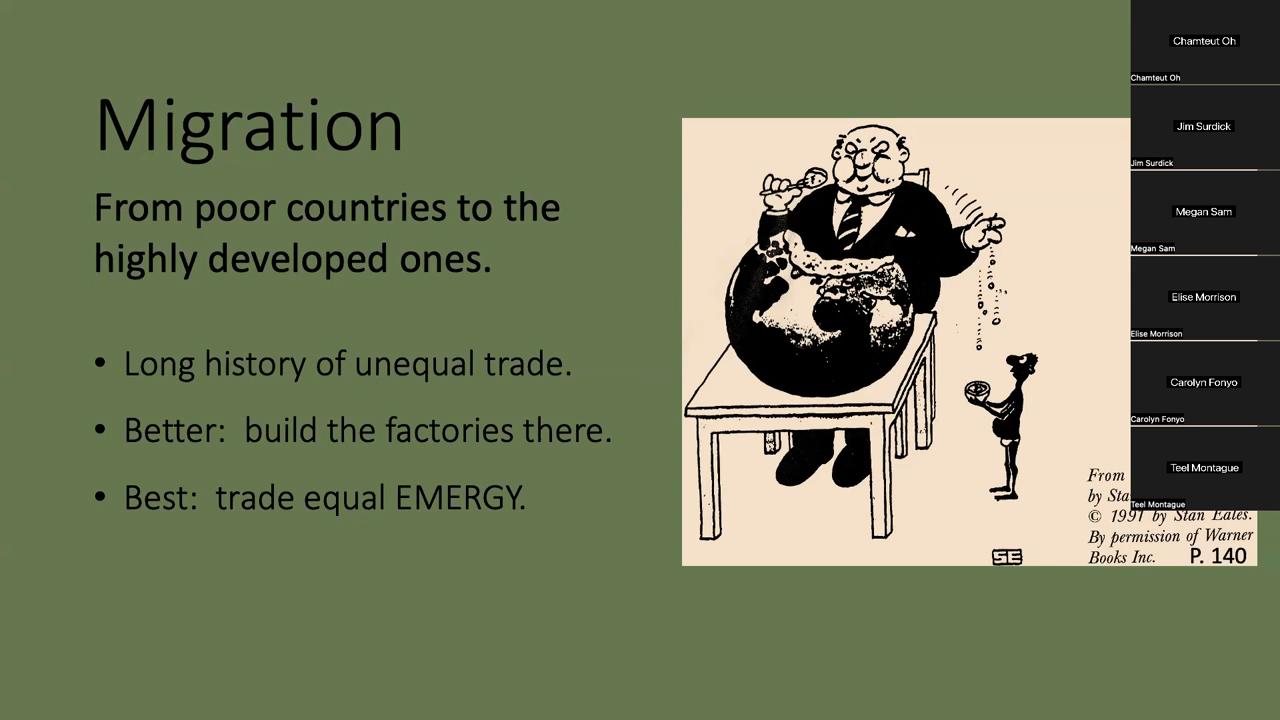 Migration
From poor countries to the
highly developed ones.
• Long history of unequal trade.
• Better:  build the factories there.
• Best:  trade equal EMERGY.
From
by Sta
© 1991 by Stan Eales.
By permission of Warner
Books Inc.
P. 140
SE
Chamteut Oh
Chamteut Oh
Jim Surdick
Jim Surdick
Megan Sam
Megan Sam
Elise Morrison
Elise Morrison
Carolyn Fonyo
Carolyn Fonyo
Teel Montague
Teel Montague